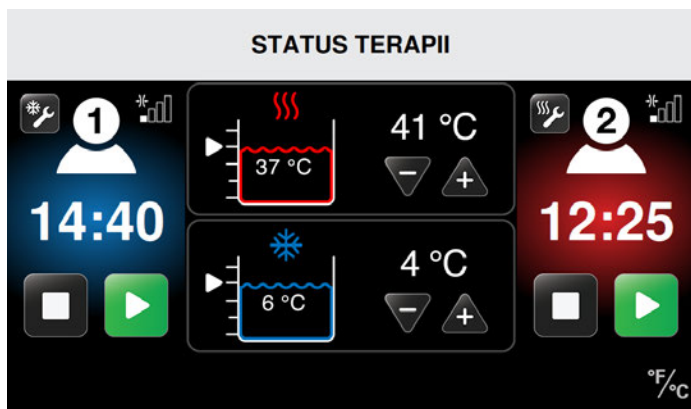 STATUS TERAPII
1
14:40
41 °C
37 °C
4 °C
6 °C
2
12:25
°F/°C